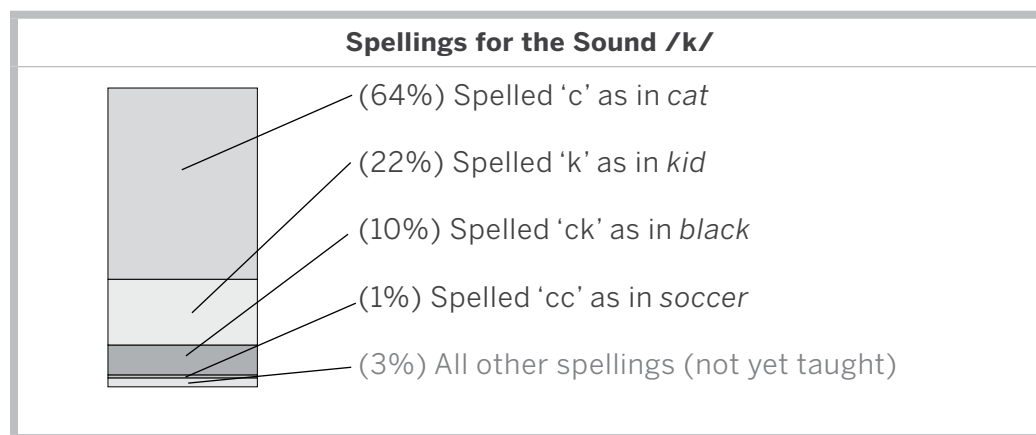 Spellings for the Sound /k/
(64%) Spelled ‘c’ as in cat
(22%) Spelled ‘k’ as in kid
(10%) Spelled ‘ck’ as in black
(1%) Spelled ‘cc’ as in soccer
(3%) All other spellings (not yet taught)